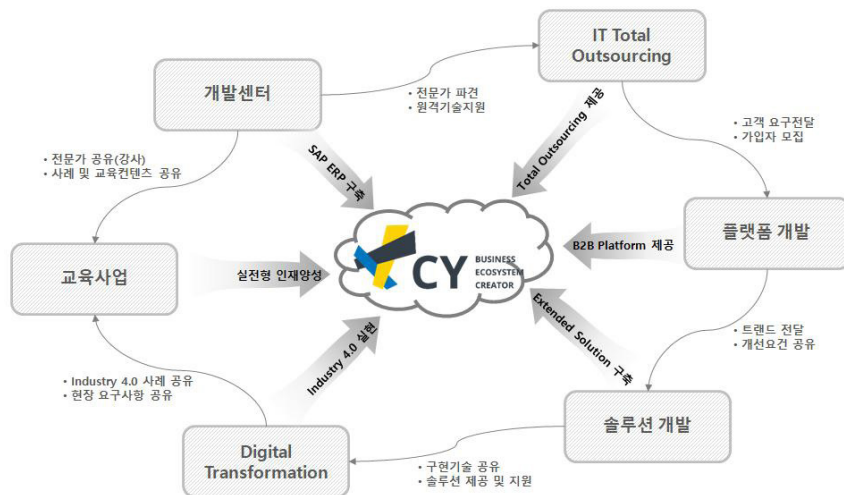 IT Total
Outsourcing
개발센터
• 전문가 파견
• 원격기술지원
• 고객 요구전달
• 가입자 모집
• 전문가 공유(강사)
• 사례 및 교육컨텐츠 공유
SAP ERP 구축
Total Outsourcing 제공
교육사업
실전형 인재양성
CY
BUSINESS
ECOSYSTEM
CREATOR
B2B Platform 제공
플랫폼 개발
Industry 4.0 실현
Extended Solution 구축
• 트랜드 전달
• 개선요건 공유
• Industry 4.0 사례 공유
• 현장 요구사항 공유
솔루션 개발
Digital
Transformation
• 구현기술 공유
• 솔루션 제공 및 지원